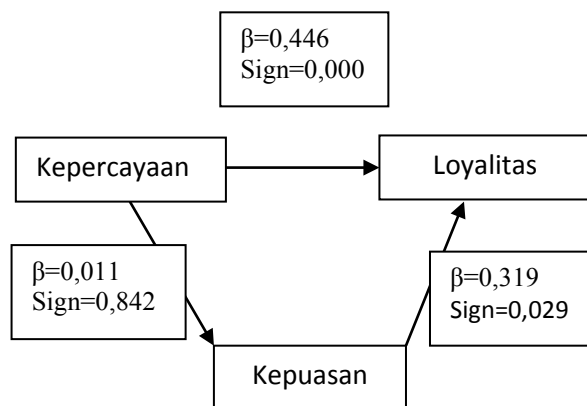 β=0,446
Sign=0,000
Kepercayaan
Loyalitas
β=0,011
Sign=0,842
β=0,319
Sign=0,029
Kepuasan